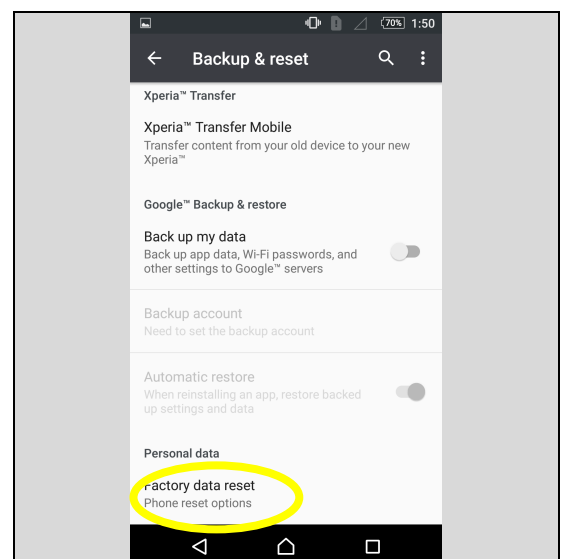 70% 1:50
Backup & reset
Xperia™ Transfer
Xperia™ Transfer Mobile
Transfer content from your old device to your new
Xperia™
Google™ Backup & restore
Back up my data
Back up app data, Wi-Fi passwords, and
other settings to Google™ servers
Backup account
Need to set the backup account
Automatic restore
When reinstalling an app, restore backed
up settings and data
Personal data
Factory data reset
Phone reset options